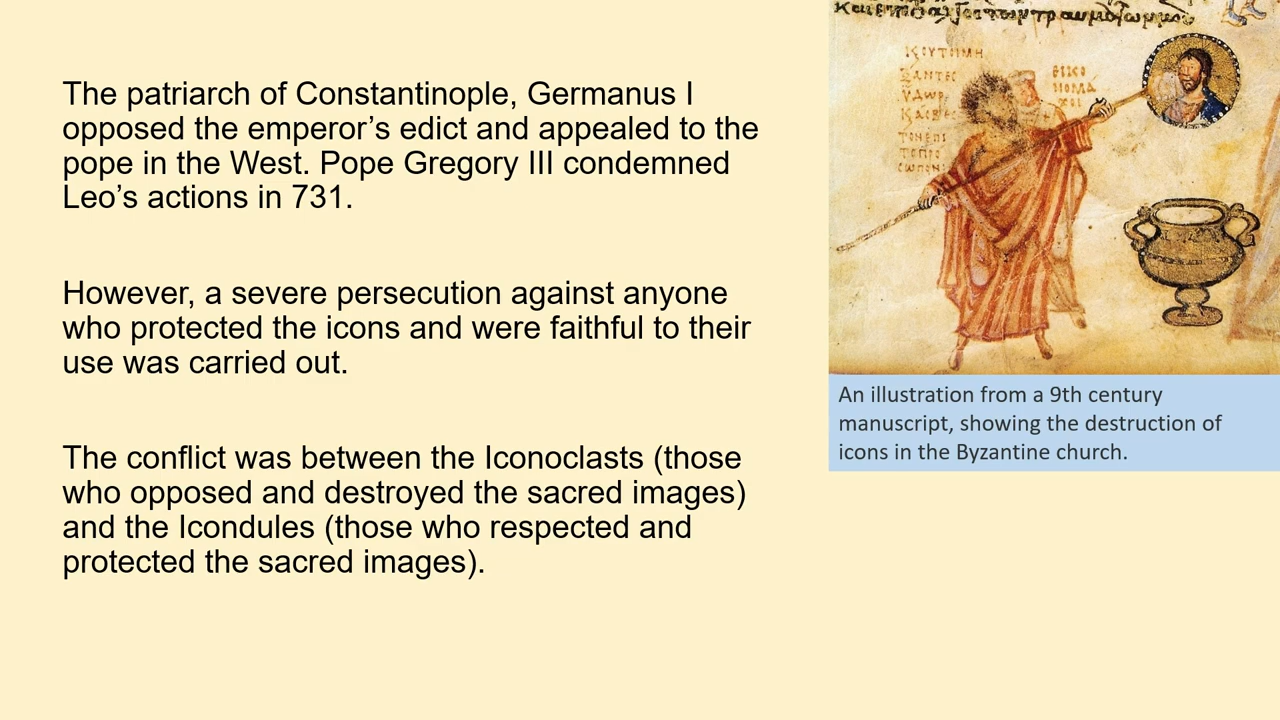 The patriarch of Constantinople, Germanus I
opposed the emperor’s edict and appealed to the
pope in the West. Pope Gregory III condemned
Leo’s actions in 731.
However, a severe persecution against anyone
who protected the icons and were faithful to their
use was carried out.
The conflict was between the Iconoclasts (those
who opposed and destroyed the sacred images)
and the Icondules (those who respected and
protected the sacred images).
An illustration from a 9th century
manuscript, showing the destruction of
icons in the Byzantine church.